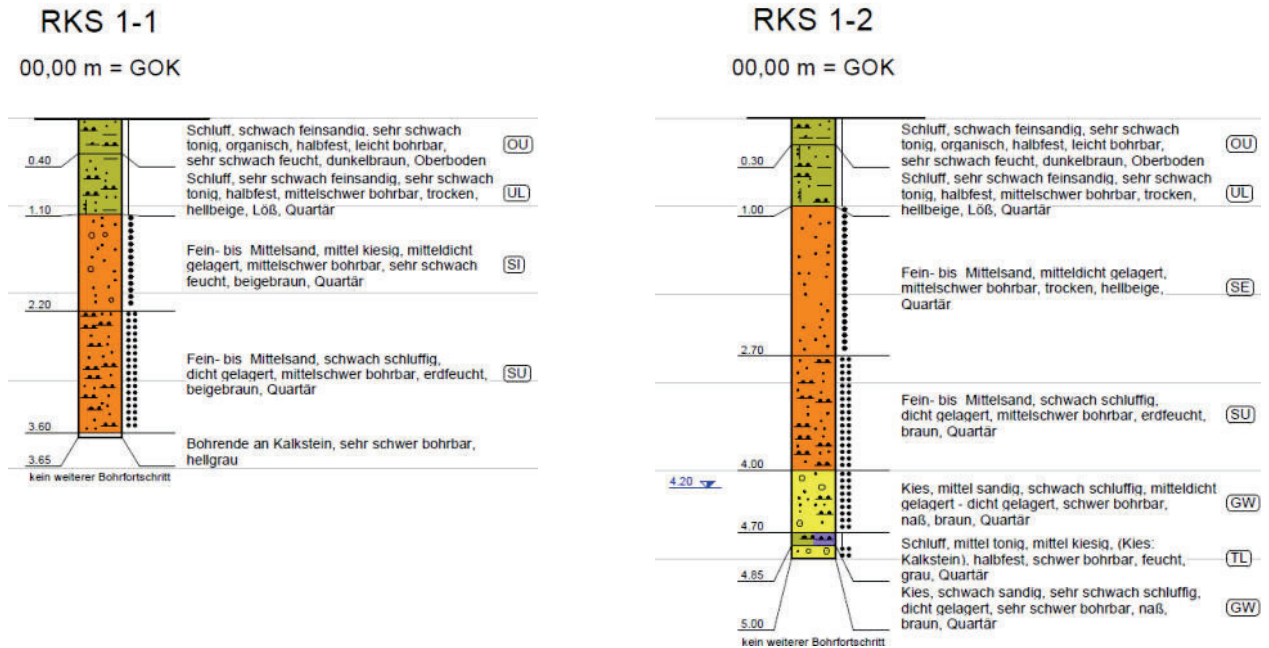 RKS 1-1
00,00 m = GOK
Schluff, schwach feinsandig, sehr schwach
tonig, organisch, halbfest, leicht bohrbar,
sehr schwach feucht, dunkelbraun, Oberboden
OU
0.40
Schluff, sehr schwach feinsandig, sehr schwach
tonig, halbfest, mittelschwer bohrbar, trocken,
hellbeige, Löß, Quartär
UL
1.10
Fein- bis Mittelsand, mittel kiesig, mitteldicht
gelagert, mittelschwer bohrbar, sehr schwach
feucht, beigebraun, Quartär
SI
2.20
Fein- bis Mittelsand, schwach schluffig,
dicht gelagert, mittelschwer bohrbar, erdfeucht,
beigebraun, Quartär
SU
3.60
Bohrende an Kalkstein, sehr schwer bohrbar,
hellgrau
3.65
kein weiterer Bohrfortschritt
RKS 1-2
00,00 m = GOK
Schluff, schwach feinsandig, sehr schwach
tonig, organisch, halbfest, leicht bohrbar,
sehr schwach feucht, dunkelbraun, Oberboden
OU
0.30
Schluff, sehr schwach feinsandig, sehr schwach
tonig, halbfest, mittelschwer bohrbar, trocken,
hellbeige, Löß, Quartär
UL
1.00
Fein- bis Mittelsand, mitteldicht gelagert,
mittelschwer bohrbar, trocken, hellbeige,
Quartär
SE
2.70
Fein- bis Mittelsand, schwach schluffig,
dicht gelagert, mittelschwer bohrbar, erdfeucht,
braun, Quartär
SU
4.00
4.20
Kies, mittel sandig, schwach schluffig, mitteldicht
gelagert - dicht gelagert, schwer bohrbar,
naß, braun, Quartär
GW
4.70
Schluff, mittel tonig, mittel kiesig, (Kies:
Kalkstein), halbfest, schwer bohrbar, feucht,
grau, Quartär
TL
4.85
Kies, schwach sandig, sehr schwach schluffig,
dicht gelagert, sehr schwer bohrbar, naß,
braun, Quartär
GW
5.00
kein weiterer Bohrfortschritt